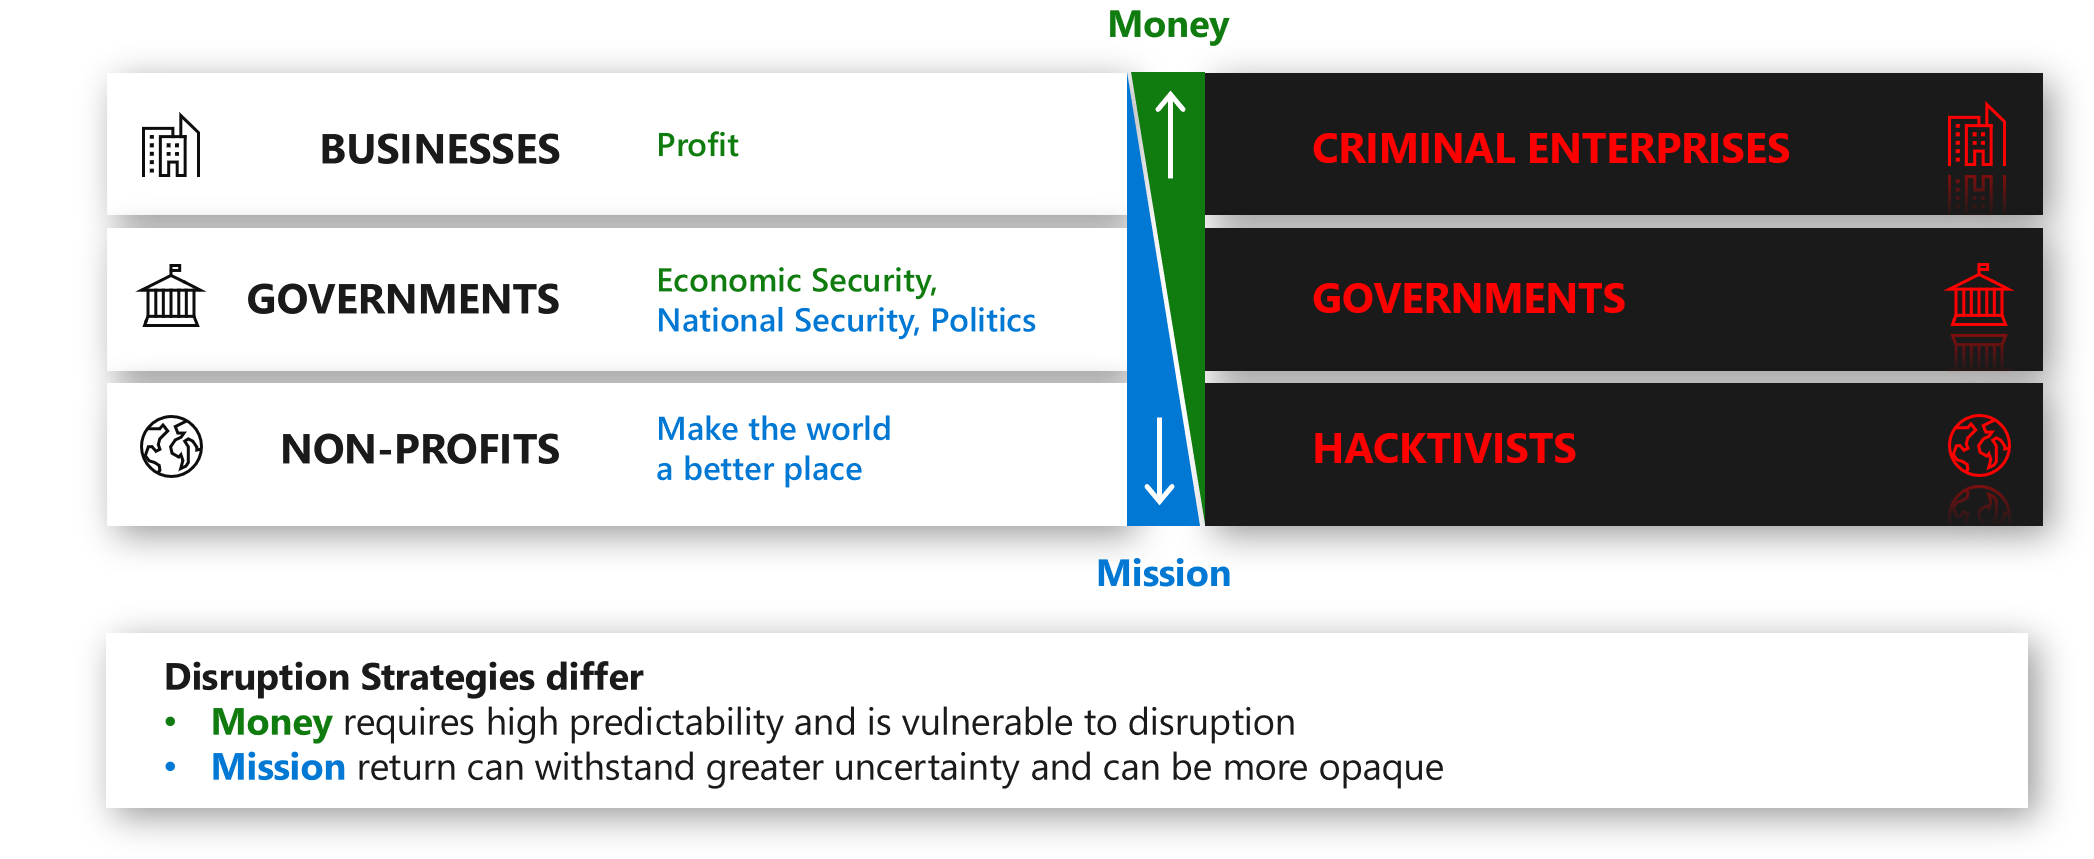 Money
BUSINESSES
Profit
CRIMINAL ENTERPRISES
GOVERNMENTS
Economic Security,
National Security, Politics
GOVERNMENTS
NON-PROFITS
Make the world
a better place
HACKTIVISTS
Mission
Disruption Strategies differ
• Money requires high predictability and is vulnerable to disruption
• Mission return can withstand greater uncertainty and can be more opaque